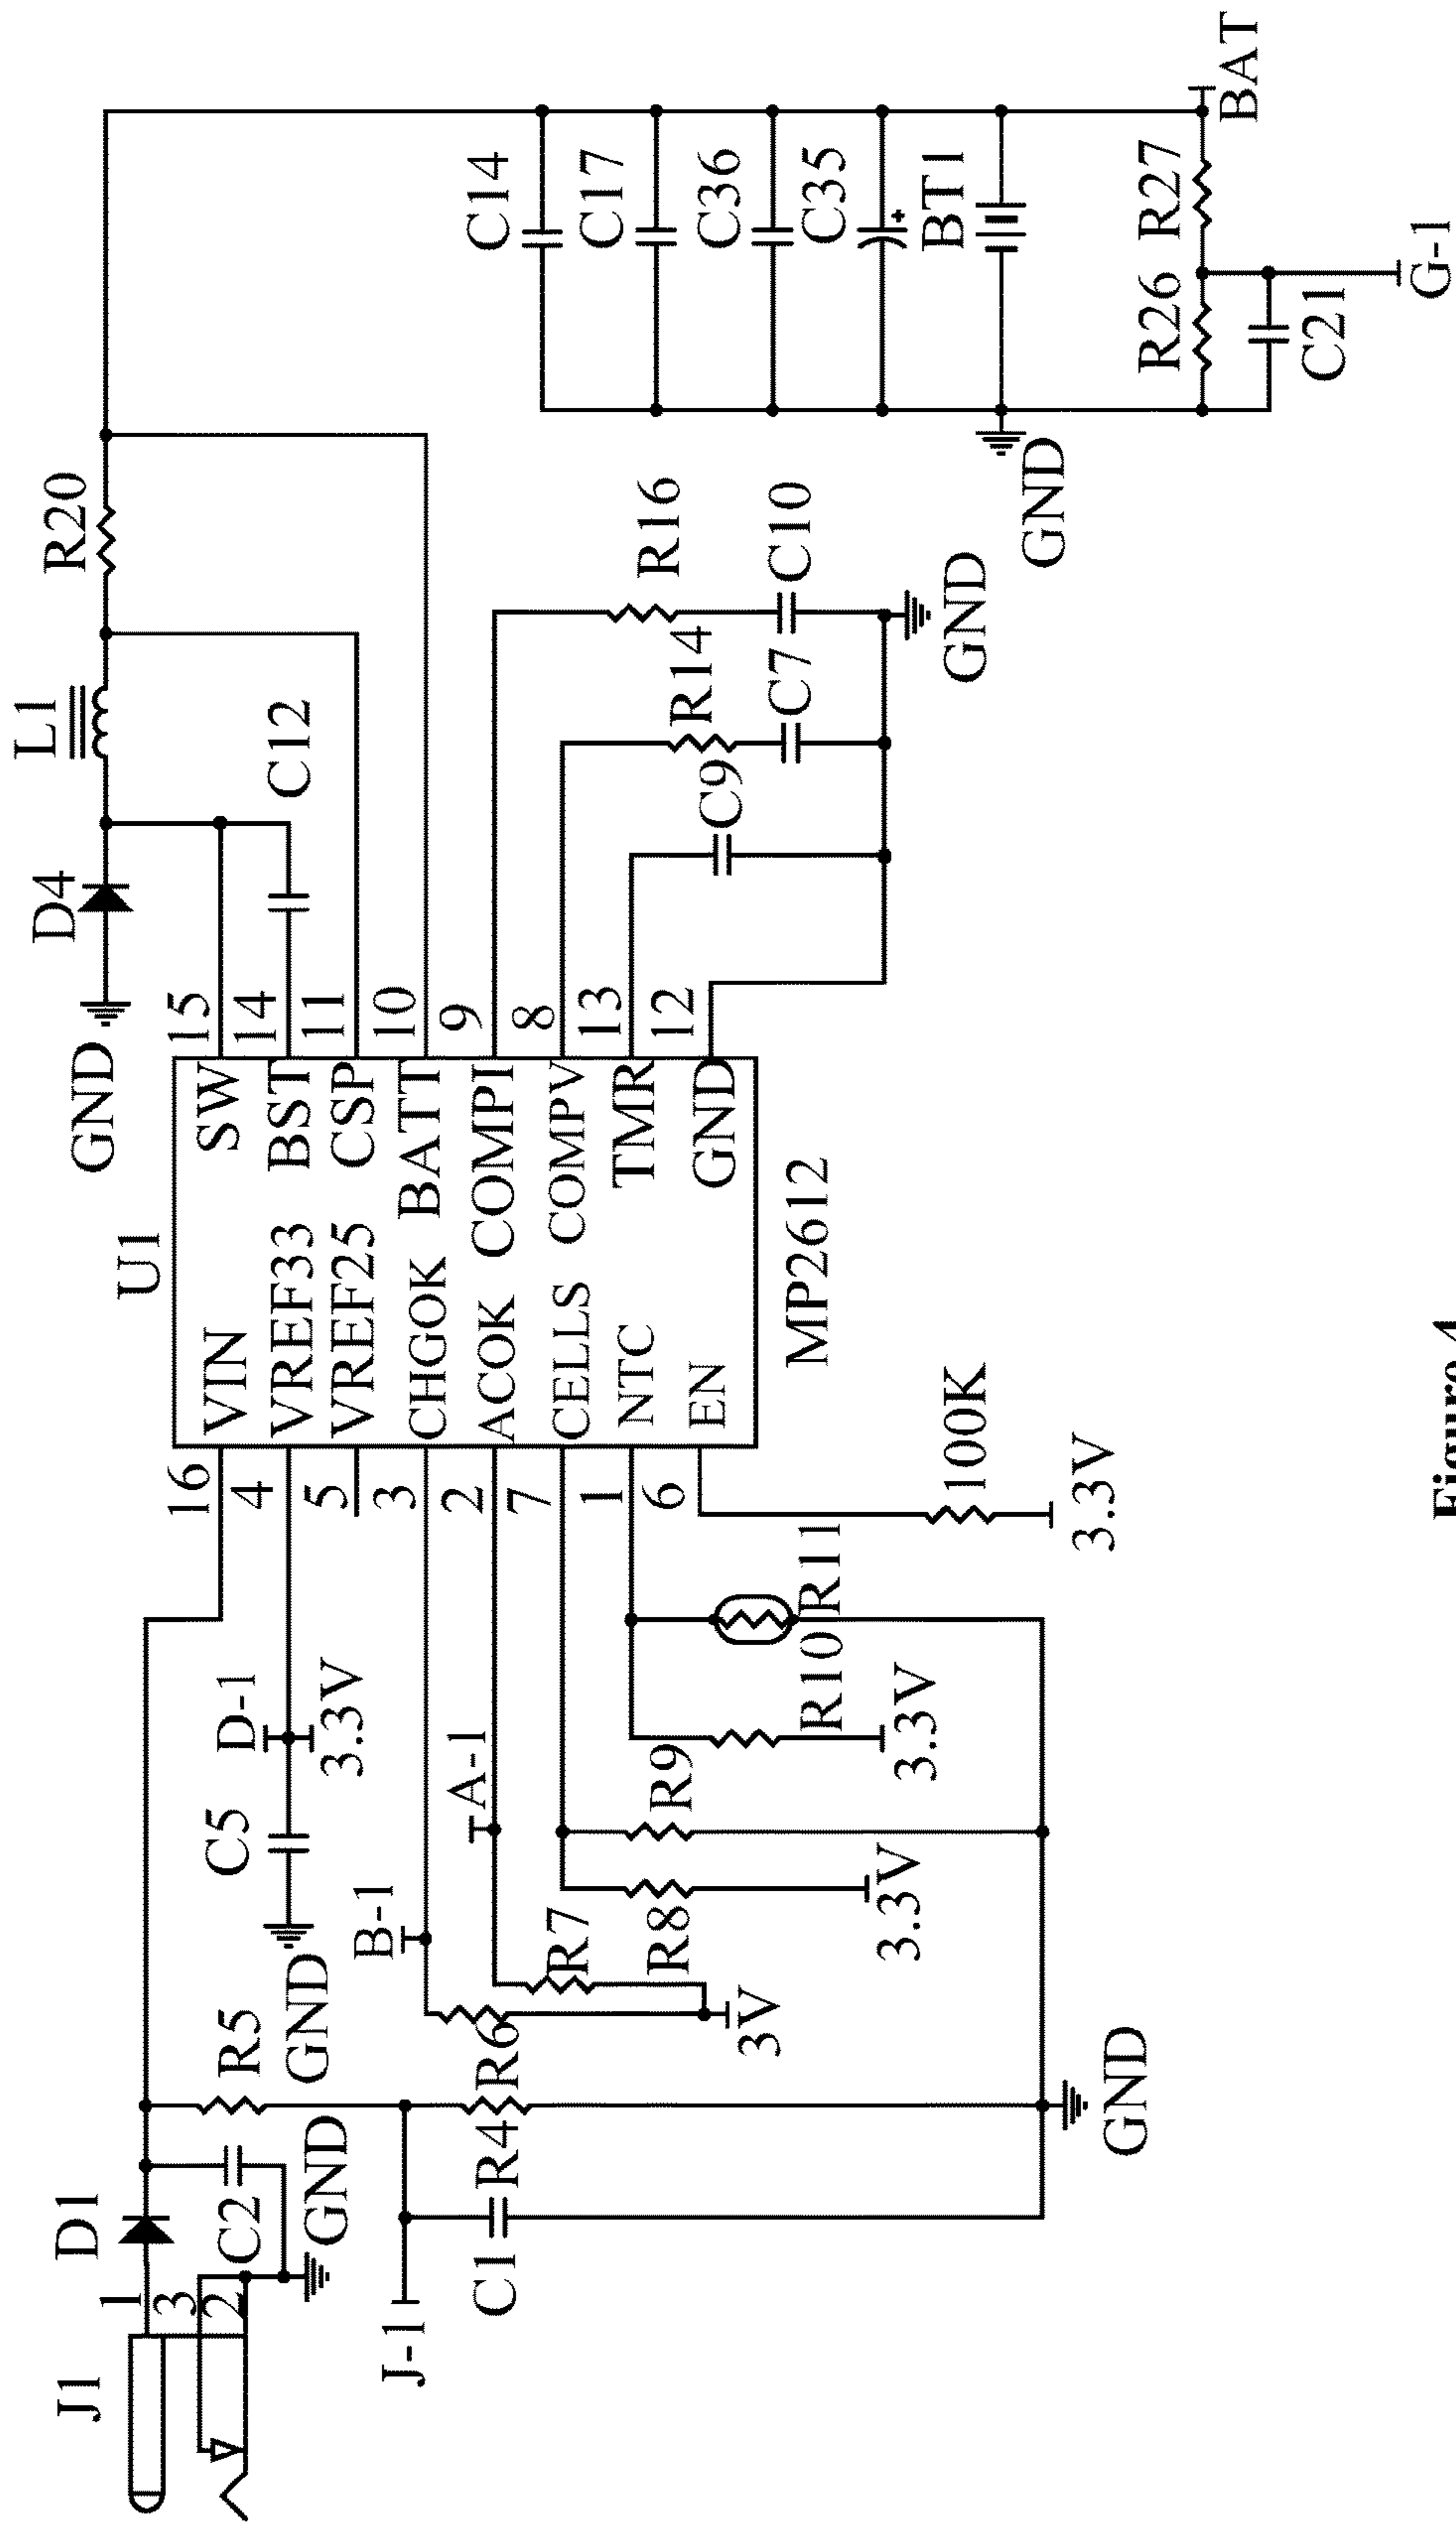 J1
1
3
2
D1
C2
GND
R5
J-1
C1
R4
R6
R7
3V
GND
B-1
A-1
C5
GND
D-1
3.3V
R8
3.3V
R9
R10
3.3V
R11
100K
3.3V
U1
16
VIN
4
VREF33
5
VREF25
3
CHGOK
2
ACOK
7
CELLS
1
NTC
6
EN
SW
15
BST
14
CSP
11
BATT
10
COMPI
9
COMPV
8
TMR
13
GND
12
MP2612
GND
D4
L1
C12
R20
C9
R14
C7
R16
C10
GND
C14
C17
C36
C35
+
BT1
GND
R26
R27
C21
BAT
G-1
Figure 4